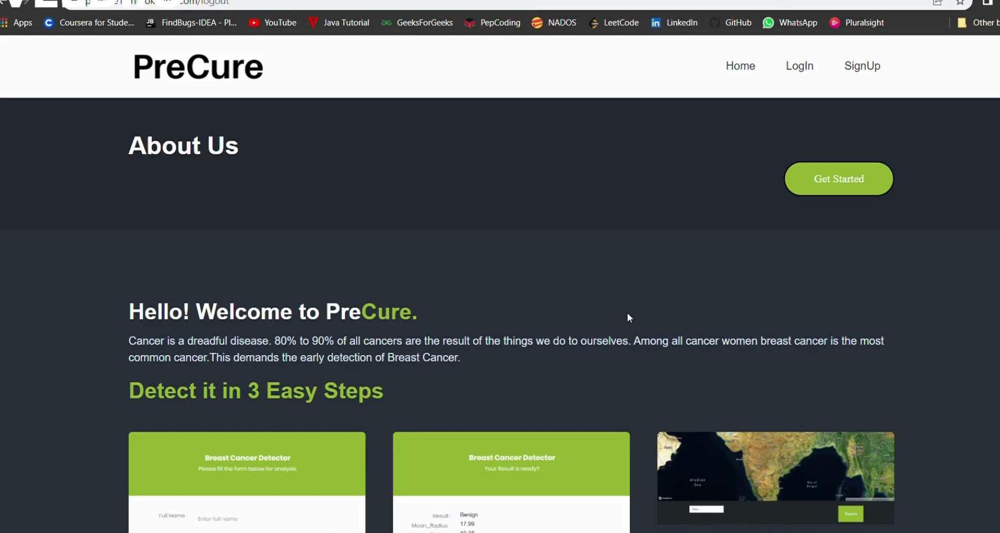 Apps Coursera for Stude... FindBugs-IDEA - Pl... YouTube Java Tutorial GeeksForGeeks PepCoding NADOS LeetCode LinkedIn GitHub WhatsApp Pluralsight Other b
PreCure
Home LogIn SignUp
About Us
Get Started
Hello! Welcome to PreCure.
Cancer is a dreadful disease. 80% to 90% of all cancers are the result of the things we do to ourselves. Among all cancer women breast cancer is the most
common cancer.This demands the early detection of Breast Cancer.
Detect it in 3 Easy Steps
Breast Cancer Detector
Please fill the form below for analysis.
Full Name :
Enter full name
Breast Cancer Detector
Your Result is ready!!
Result : Benign
Mean_Radius 17.99
Arabian
Sea
Bay of
Bengal
Search